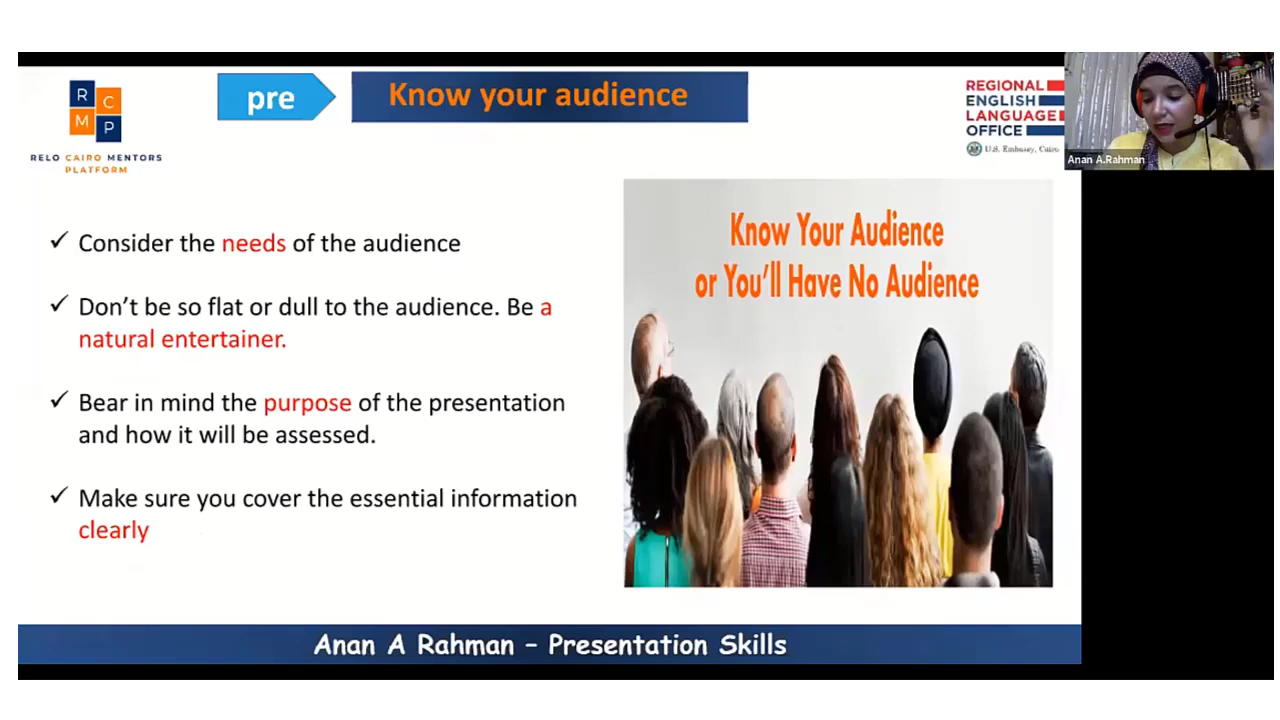 R
C
M
P
RELO CAIRO MENTORS
PLATFORM
pre
Know your audience
REGIONAL
ENGLISH
LANGUAGE
OFFICE
U.S. Embassy, Cairo
Anan A.Rahman
✓ Consider the needs of the audience
✓ Don't be so flat or dull to the audience. Be a
natural entertainer.
✓ Bear in mind the purpose of the presentation
and how it will be assessed.
✓ Make sure you cover the essential information
clearly
Know Your Audience
or You'll Have No Audience
Anan A Rahman – Presentation Skills